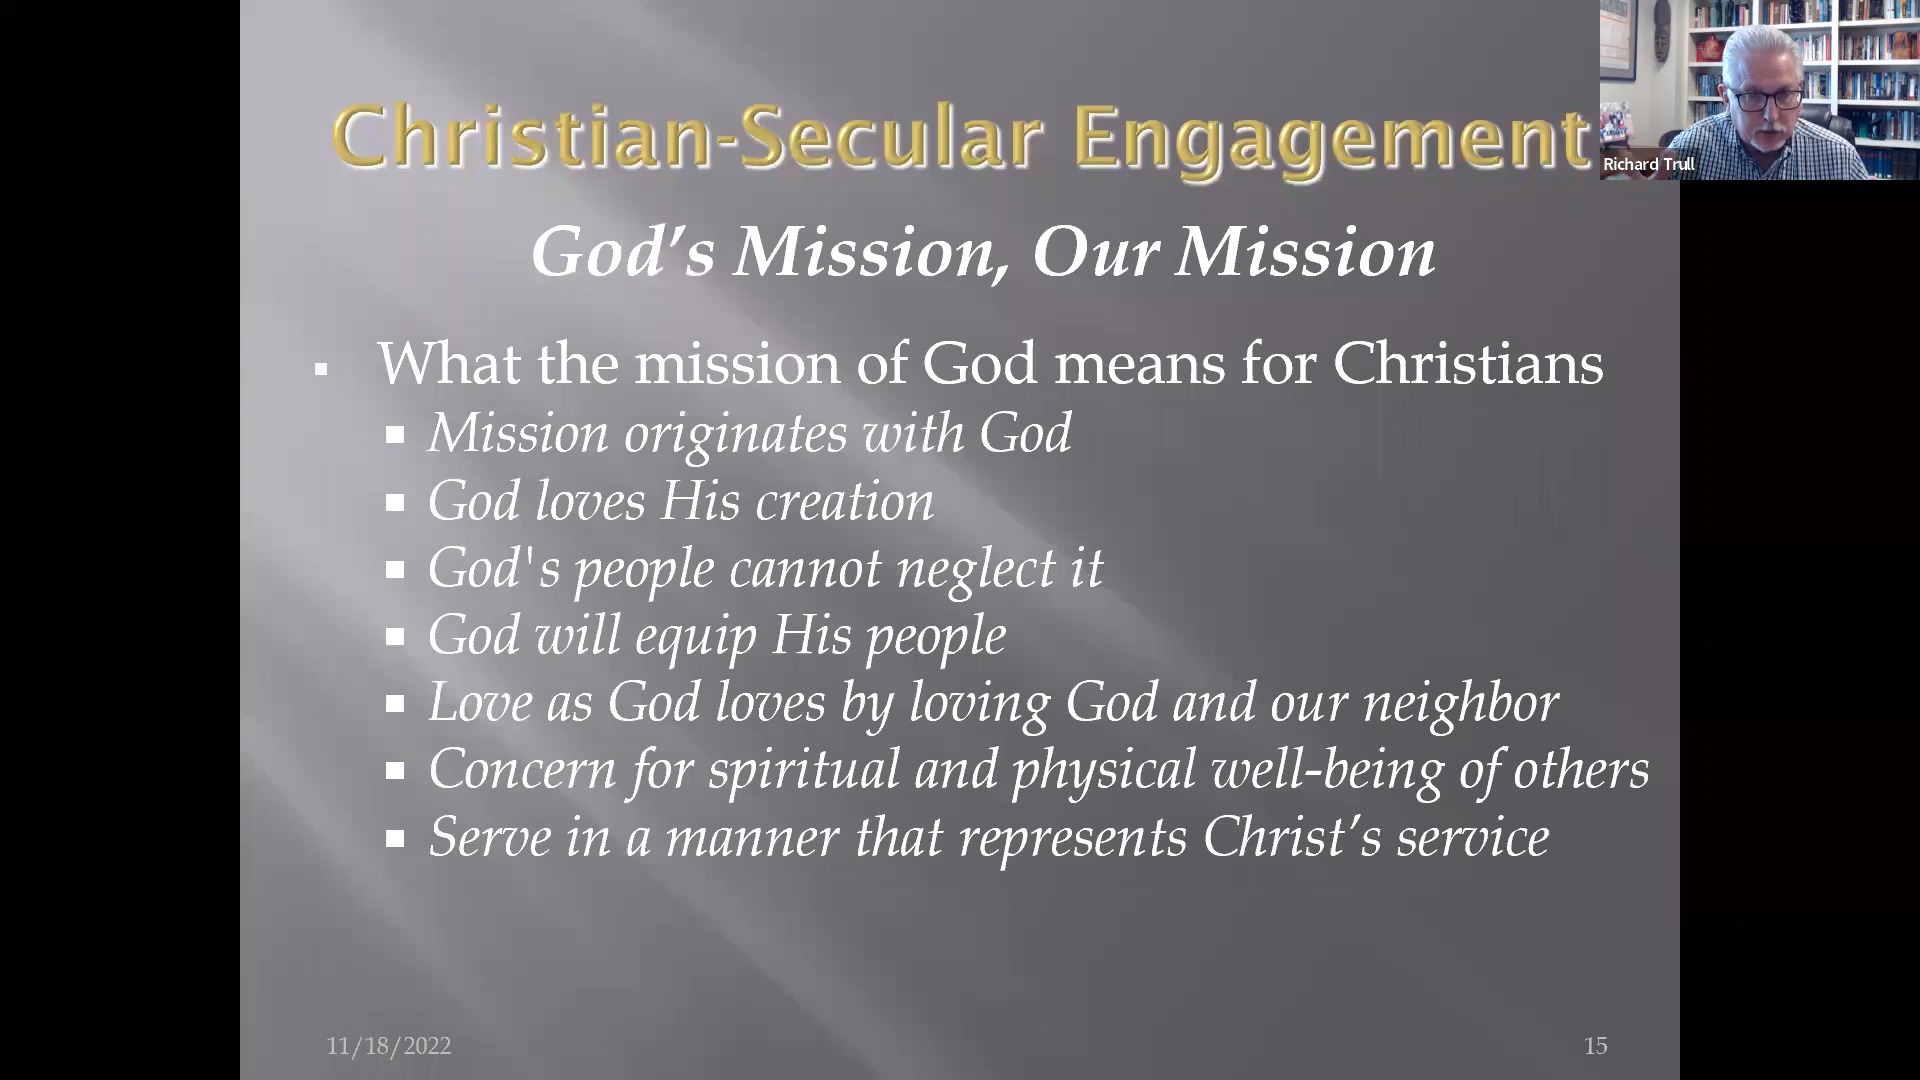 Christian-Secular Engagement
Richard Trull
God’s Mission, Our Mission
▪ What the mission of God means for Christians
▪ Mission originates with God
▪ God loves His creation
▪ God's people cannot neglect it
▪ God will equip His people
▪ Love as God loves by loving God and our neighbor
▪ Concern for spiritual and physical well-being of others
▪ Serve in a manner that represents Christ’s service
11/18/2022
15